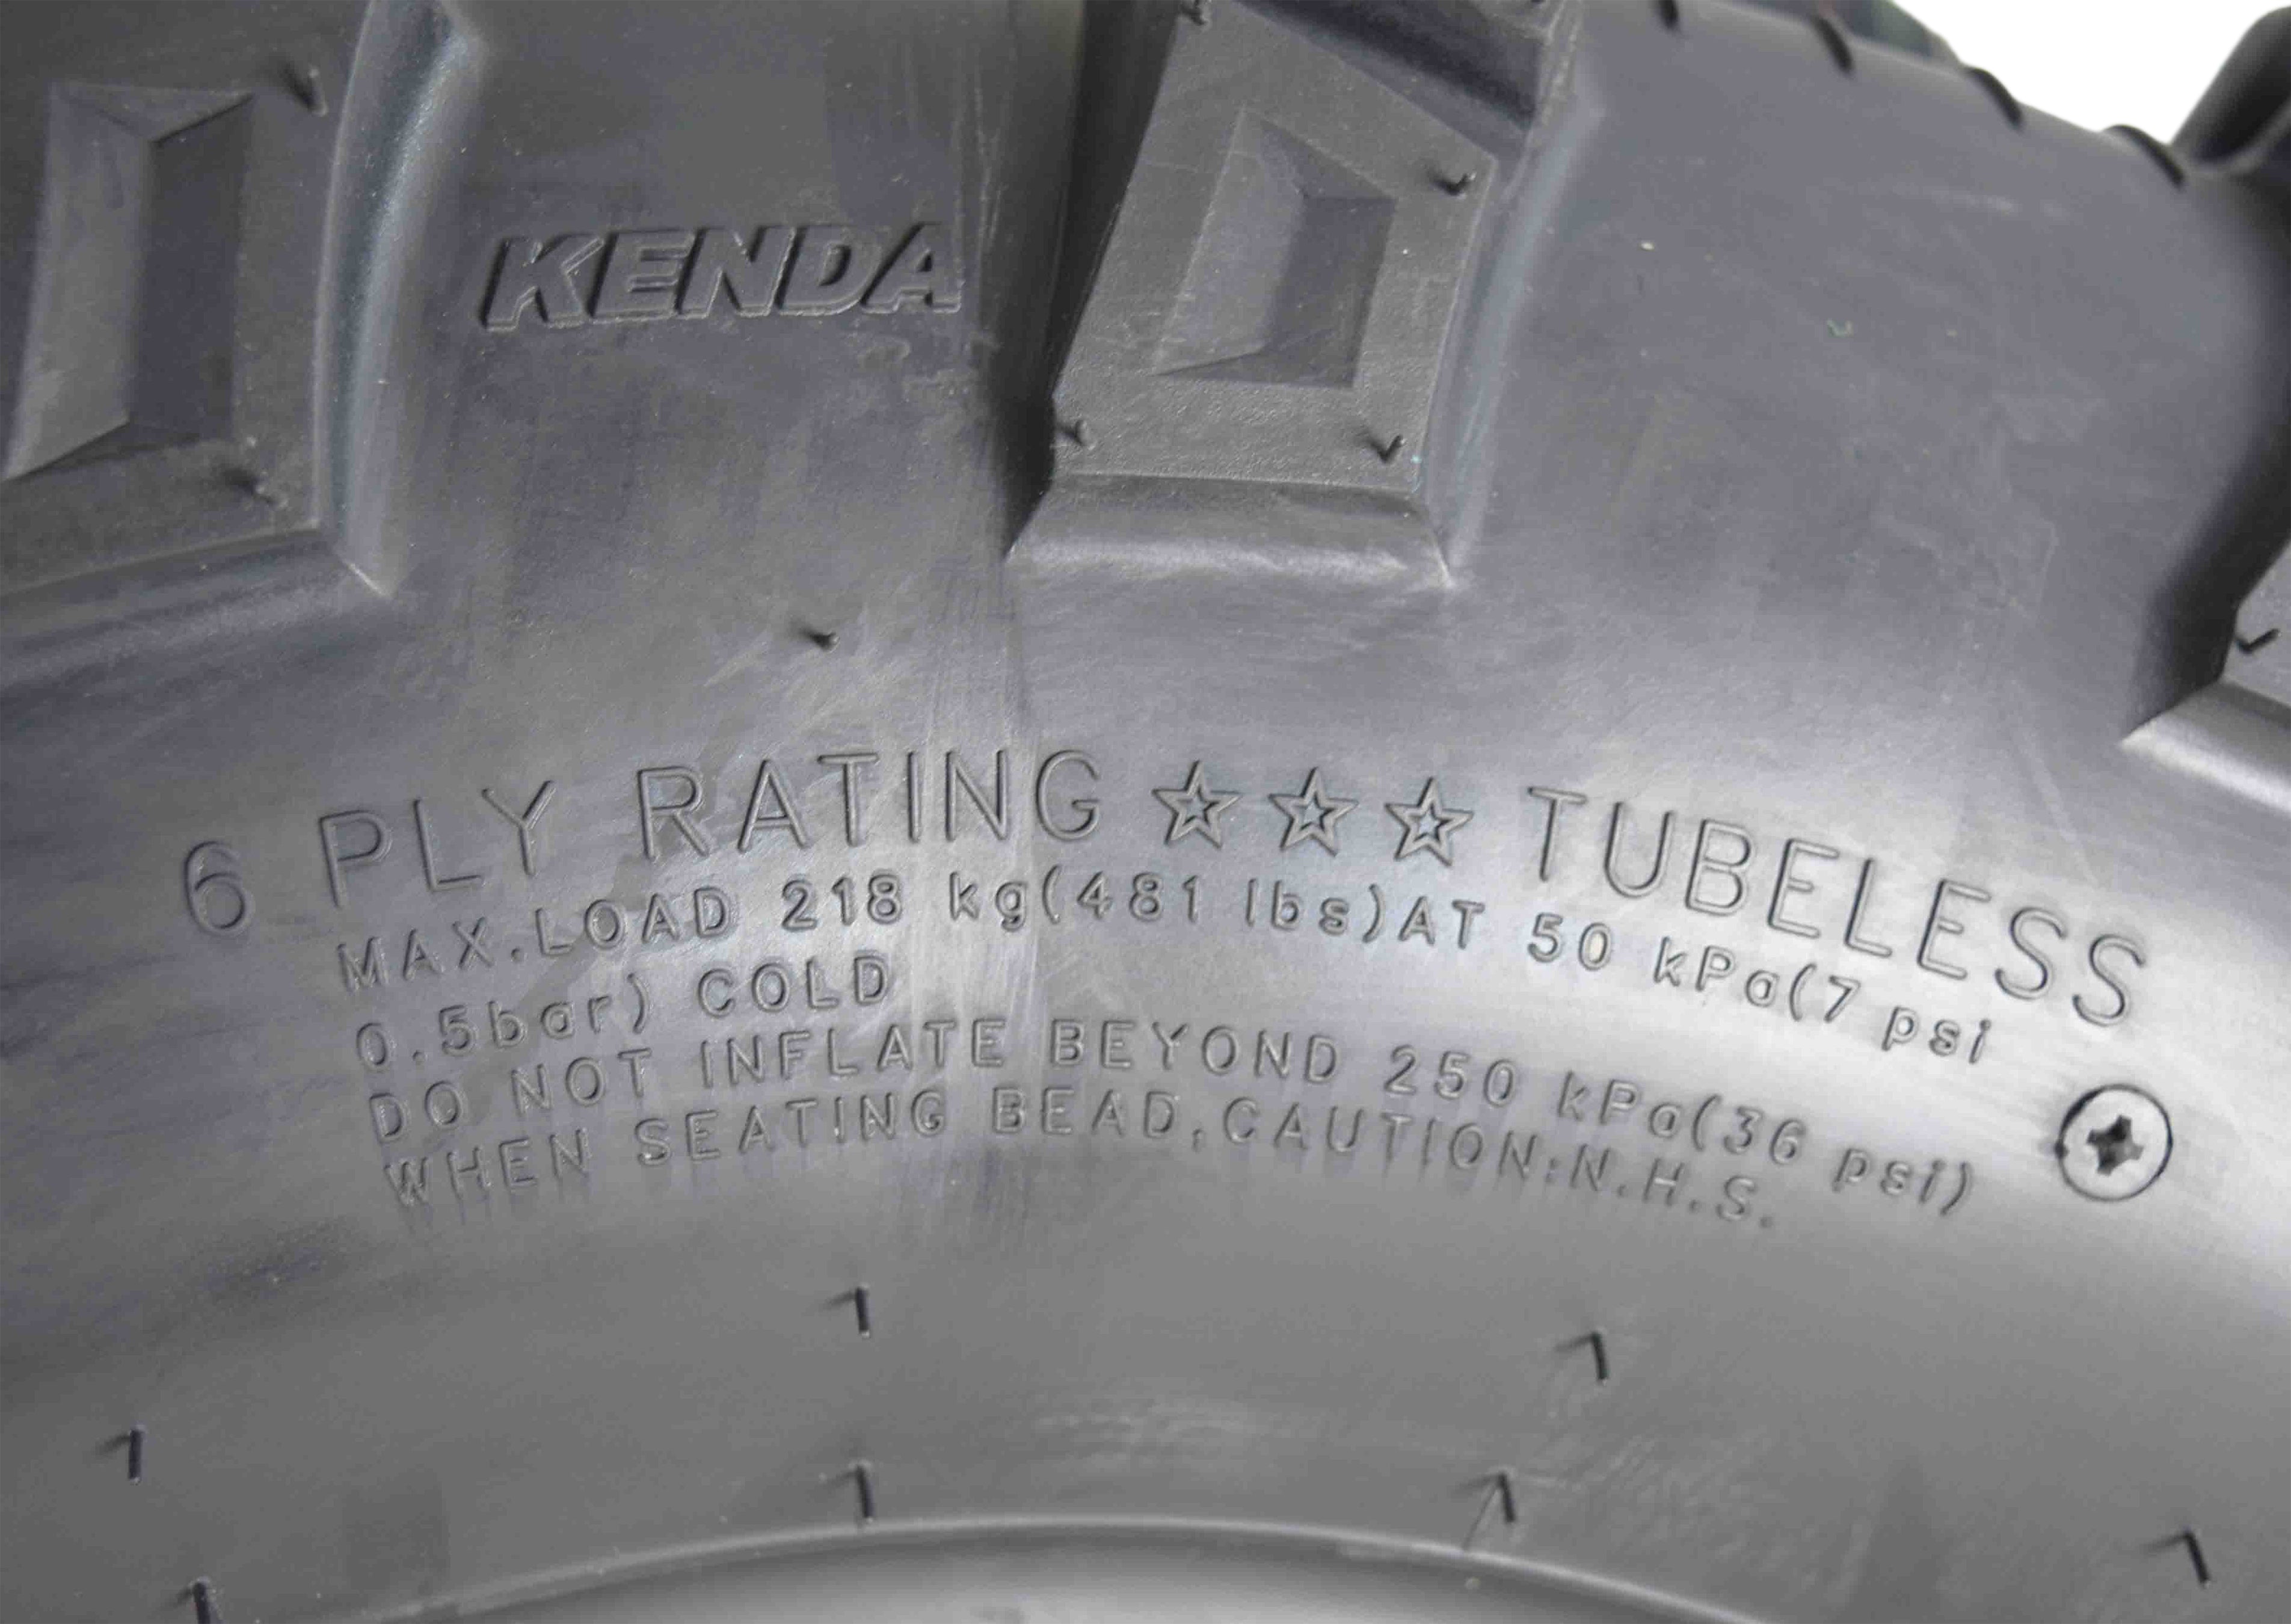 KENDA
6 PLY RATING ☆☆☆ TUBELESS
MAX.LOAD 218 kg(481 lbs)AT 50 kPa(7 psi
0.5bar) COLD
DO NOT INFLATE BEYOND 250 kPa(36 psi)
WHEN SEATING BEAD,CAUTION:N.H.S.